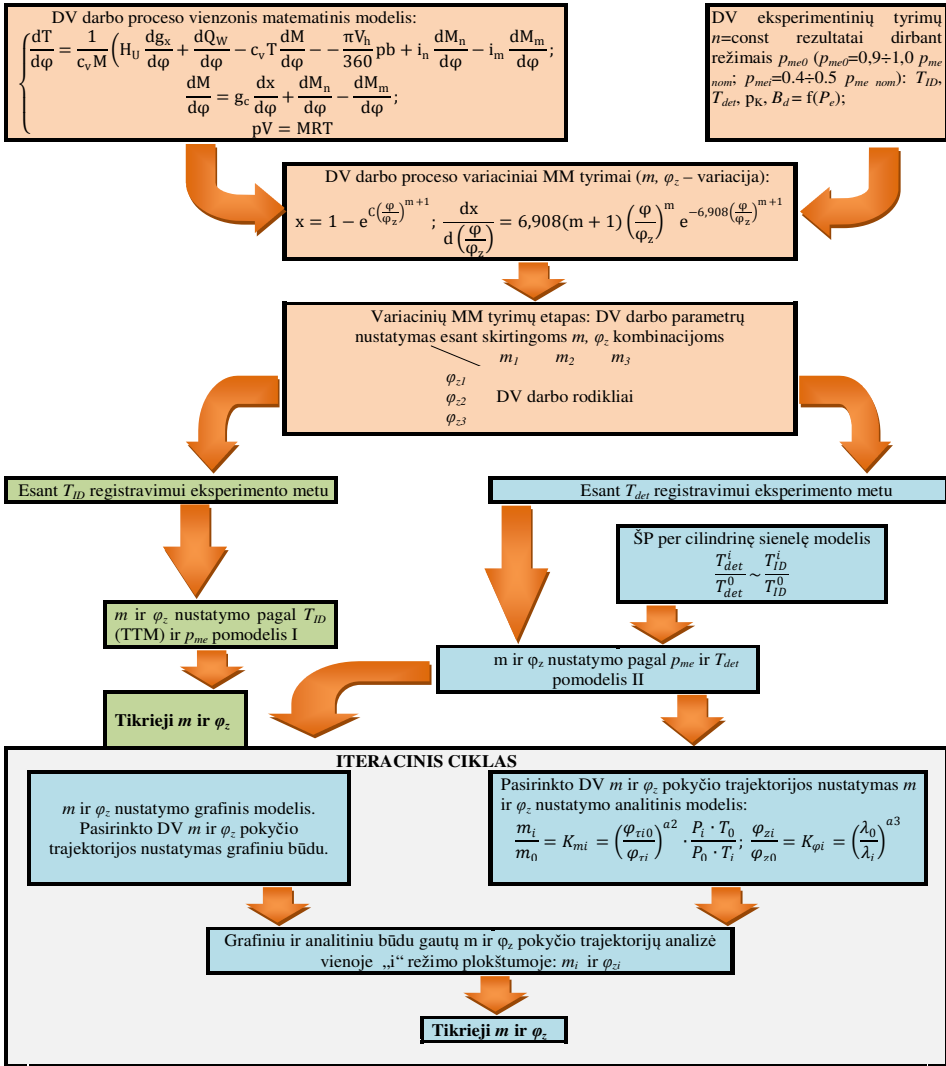 DV darbo proceso vienzonis matematinis modelis:
dT/dφ = 1/(c_v M) (H_U dg_x/dφ + dQ_W/dφ − c_v T dM/dφ − − πV_h/360 pb + i_n dM_n/dφ − i_m dM_m/dφ;
dM/dφ = g_c dx/dφ + dM_n/dφ − dM_m/dφ;
pV = MRT
DV eksperimentinių tyrimų
n=const rezultatai dirbant
režimais p_me0 (p_me0=0,9÷1,0 p_me
nom; p_mei=0.4÷0.5 p_me nom): T_ID,
T_det, p_K, B_d = f(P_e);
DV darbo proceso variaciniai MM tyrimai (m, φ_z – variacija):
x = 1 − e^(C(φ/φ_z)^(m+1)); dx/d(φ/φ_z) = 6,908(m + 1) (φ/φ_z)^m e^(−6,908(φ/φ_z)^(m+1))
Variacinių MM tyrimų etapas: DV darbo parametrų
nustatymas esant skirtingoms m, φ_z kombinacijoms
m_1 m_2 m_3
φ_z1
φ_z2 DV darbo rodikliai
φ_z3
Esant T_ID registravimui eksperimento metu
Esant T_det registravimui eksperimento metu
ŠP per cilindrinę sienelę modelis
T_det^i/T_det^0 ~ T_ID^i/T_ID^0
m ir φ_z nustatymo pagal T_ID
(TTM) ir p_me pomodelis I
m ir φ_z nustatymo pagal p_me ir T_det
pomodelis II
Tikrieji m ir φ_z
ITERACINIS CIKLAS
m ir φ_z nustatymo grafinis modelis.
Pasirinkto DV m ir φ_z pokyčio
trajektorijos nustatymas grafiniu būdu.
Pasirinkto DV m ir φ_z pokyčio trajektorijos nustatymas m
ir φ_z nustatymo analitinis modelis:
m_i/m_0 = K_mi = (φ_τi0/φ_τi)^a2 · (P_i · T_0)/(P_0 · T_i); φ_zi/φ_z0 = K_φi = (λ_0/λ_i)^a3
Grafiniu ir analitiniu būdu gautų m ir φ_z pokyčio trajektorijų analizė
vienoje „i“ režimo plokštumoje: m_i ir φ_zi
Tikrieji m ir φ_z